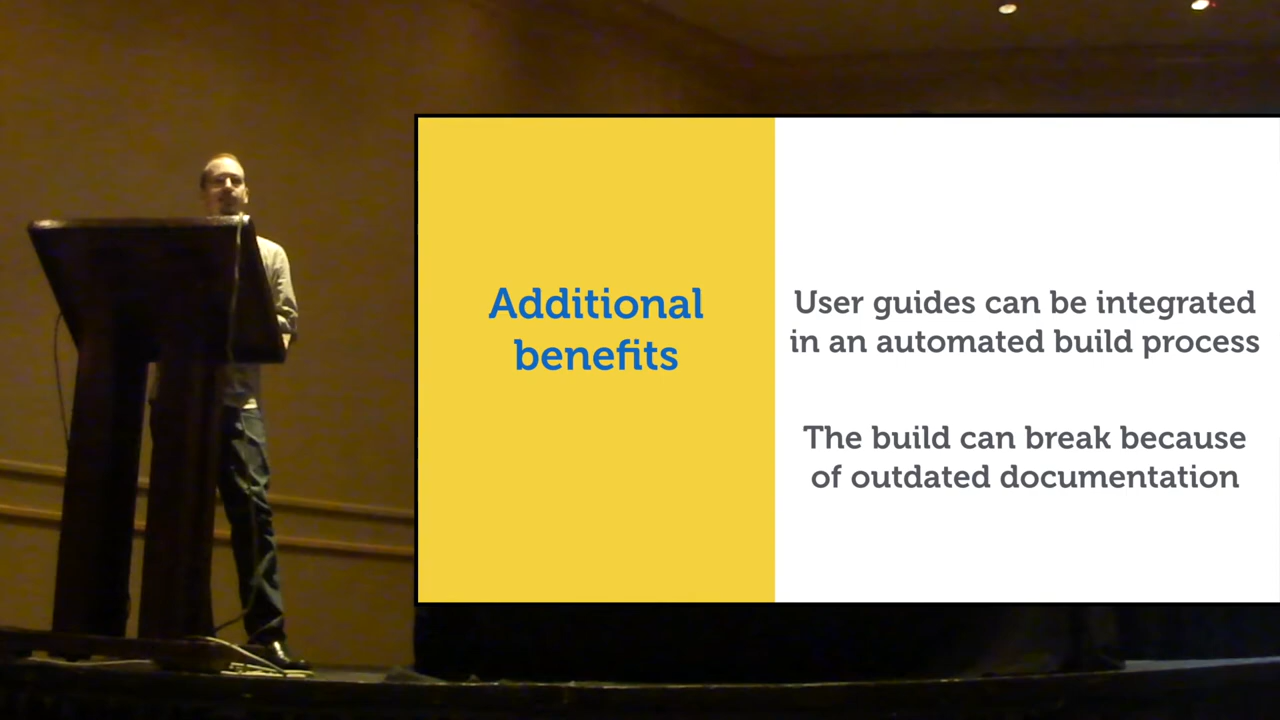 Additional
benefits
User guides can be integrated
in an automated build process
The build can break because
of outdated documentation